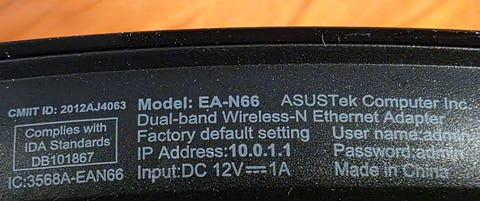 CMIIT ID: 2012AJ4063
Complies with
IDA Standards
DB101867
IC:3568A-EAN66
Model: EA-N66 ASUSTek Computer Inc.
Dual-band Wireless-N Ethernet Adapter
Factory default setting User name:admin
IP Address:10.0.1.1 Password:admin
Input:DC 12V⎓1A Made in China